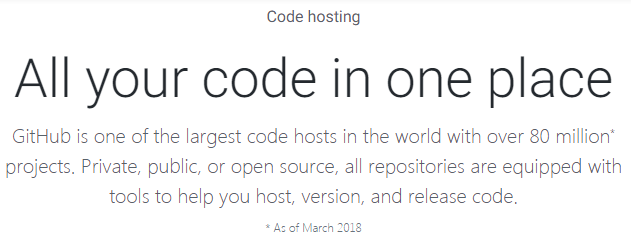 Code hosting
All your code in one place
GitHub is one of the largest code hosts in the world with over 80 million*
projects. Private, public, or open source, all repositories are equipped with
tools to help you host, version, and release code.
* As of March 2018